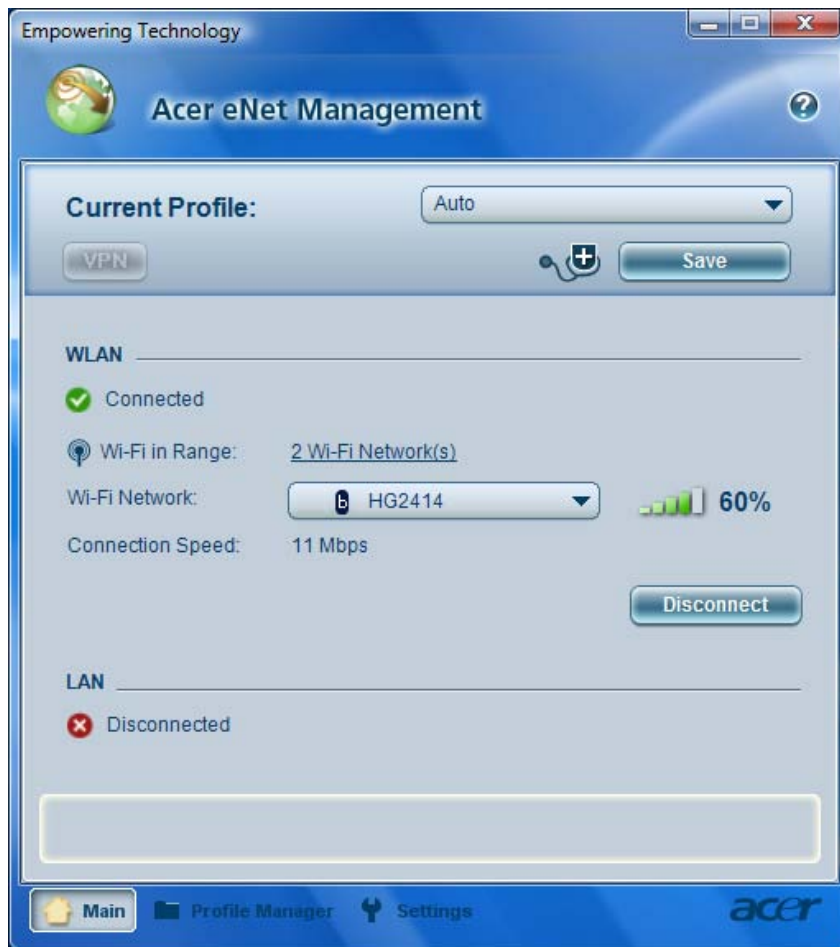 Empowering Technology
Acer eNet Management
?
Current Profile: Auto
VPN Save
WLAN
Connected
Wi-Fi in Range: 2 Wi-Fi Network(s)
Wi-Fi Network: b HG2414 60%
Connection Speed: 11 Mbps
Disconnect
LAN
Disconnected
Main Profile Manager Settings acer